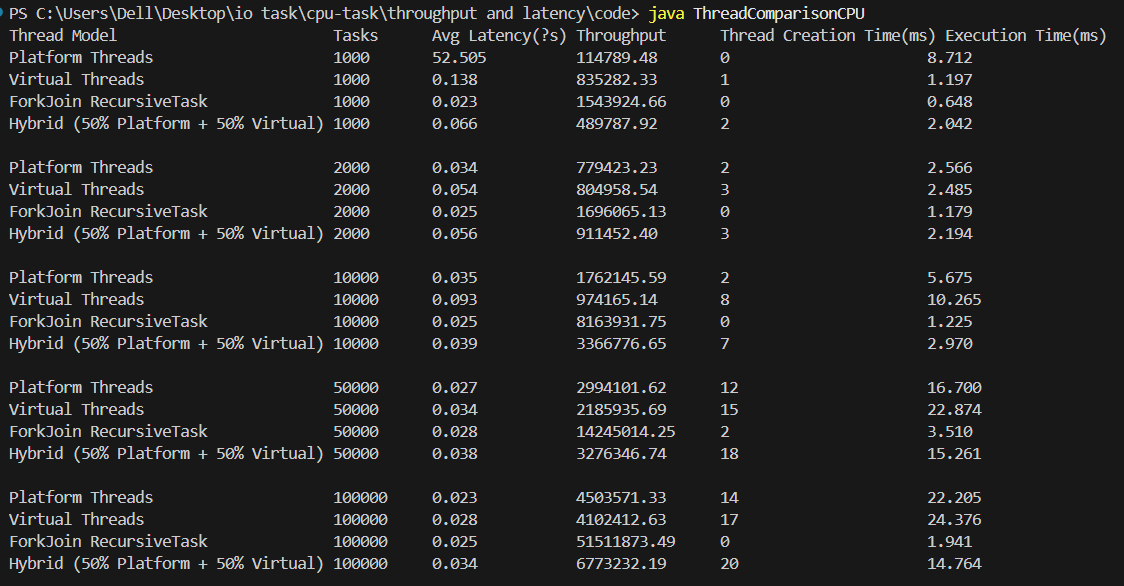 PS C:\Users\Dell\Desktop\io task\cpu-task\throughput and latency\code> java ThreadComparisonCPU
Thread Model Tasks Avg Latency(?s) Throughput Thread Creation Time(ms) Execution Time(ms)
Platform Threads 1000 52.505 114789.48 0 8.712
Virtual Threads 1000 0.138 835282.33 1 1.197
ForkJoin RecursiveTask 1000 0.023 1543924.66 0 0.648
Hybrid (50% Platform + 50% Virtual) 1000 0.066 489787.92 2 2.042
Platform Threads 2000 0.034 779423.23 2 2.566
Virtual Threads 2000 0.054 804958.54 3 2.485
ForkJoin RecursiveTask 2000 0.025 1696065.13 0 1.179
Hybrid (50% Platform + 50% Virtual) 2000 0.056 911452.40 3 2.194
Platform Threads 10000 0.035 1762145.59 2 5.675
Virtual Threads 10000 0.093 974165.14 8 10.265
ForkJoin RecursiveTask 10000 0.025 8163931.75 0 1.225
Hybrid (50% Platform + 50% Virtual) 10000 0.039 3366776.65 7 2.970
Platform Threads 50000 0.027 2994101.62 12 16.700
Virtual Threads 50000 0.034 2185935.69 15 22.874
ForkJoin RecursiveTask 50000 0.028 14245014.25 2 3.510
Hybrid (50% Platform + 50% Virtual) 50000 0.038 3276346.74 18 15.261
Platform Threads 100000 0.023 4503571.33 14 22.205
Virtual Threads 100000 0.028 4102412.63 17 24.376
ForkJoin RecursiveTask 100000 0.025 51511873.49 0 1.941
Hybrid (50% Platform + 50% Virtual) 100000 0.034 6773232.19 20 14.764